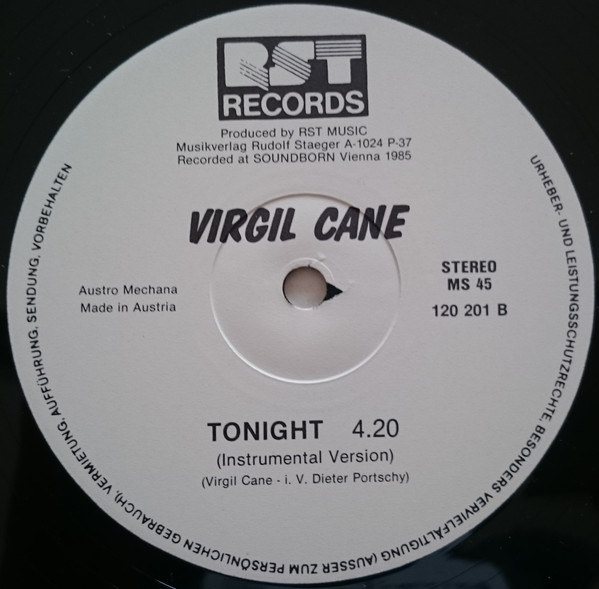 RST
RECORDS
Produced by RST MUSIC
Musikverlag Rudolf Staeger A-1024 P-37
Recorded at SOUNDBORN Vienna 1985
VIRGIL CANE
Austro Mechana
Made in Austria
STEREO
MS 45
120 201 B
TONIGHT 4.20
(Instrumental Version)
(Virgil Cane - i. V. Dieter Portschy)
URHEBER- UND LEISTUNGSSCHUTZRECHTE, BESONDERS VERVIELFÄLTIGUNG (AUSSER ZUM PERSÖNLICHEN GEBRAUCH), VERMIETUNG, AUFFÜHRUNG, SENDUNG, VORBEHALTEN